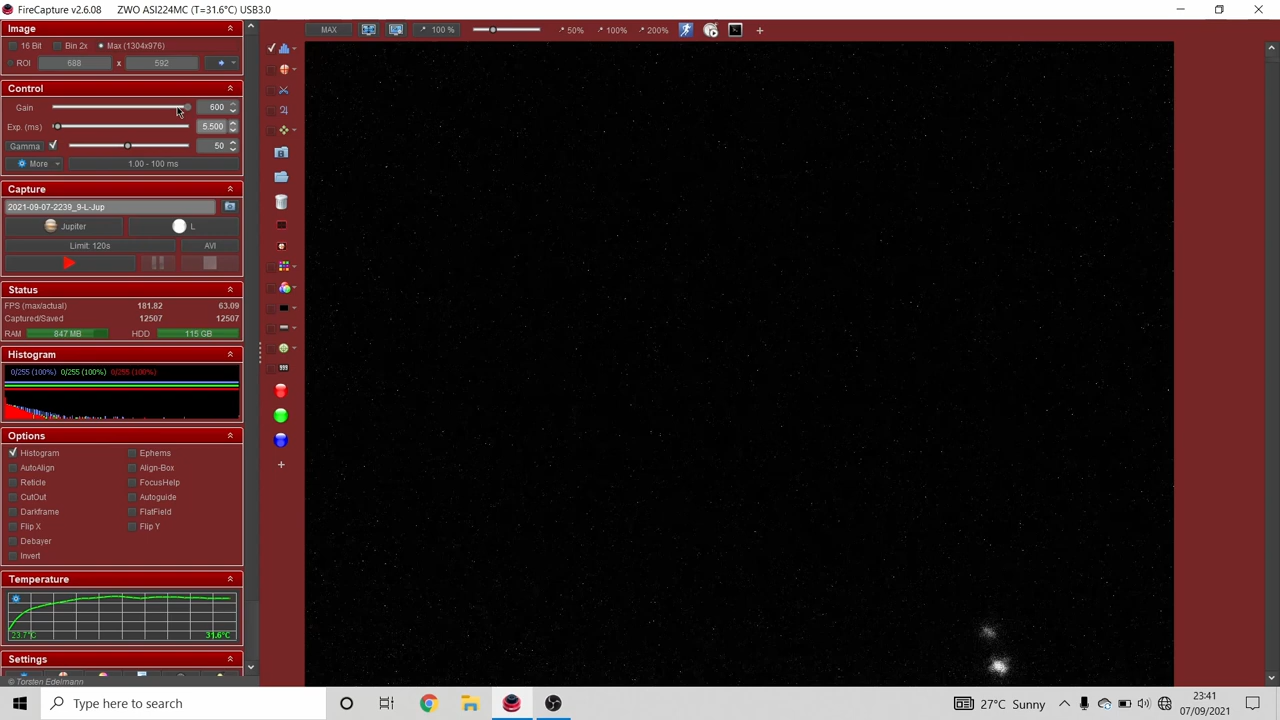 FireCapture v2.6.08 ZWO ASI224MC (T=31.6°C) USB3.0
Image
16 Bit Bin 2x Max (1304x976)
ROI 688 x 592
Control
Gain 600
Exp. (ms) 5.500
Gamma 50
More 1.00 - 100 ms
Capture
2021-09-07-2239_9-L-Jup
Jupiter L
Limit: 120s AVI
Status
FPS (max/actual) 181.82 63.09
Captured/Saved 12507 12507
RAM 847 MB HDD 115 GB
Histogram
0/255 (100%) 0/255 (100%) 0/255 (100%)
Options
Histogram Ephems
AutoAlign Align-Box
Reticle FocusHelp
CutOut Autoguide
Darkframe FlatField
Flip X Flip Y
Debayer
Invert
Temperature
23.7°C 31.6°C
Settings
© Torsten Edelmann
MAX 100 % 50% 100% 200%
Type here to search
27°C Sunny
23:41
07/09/2021